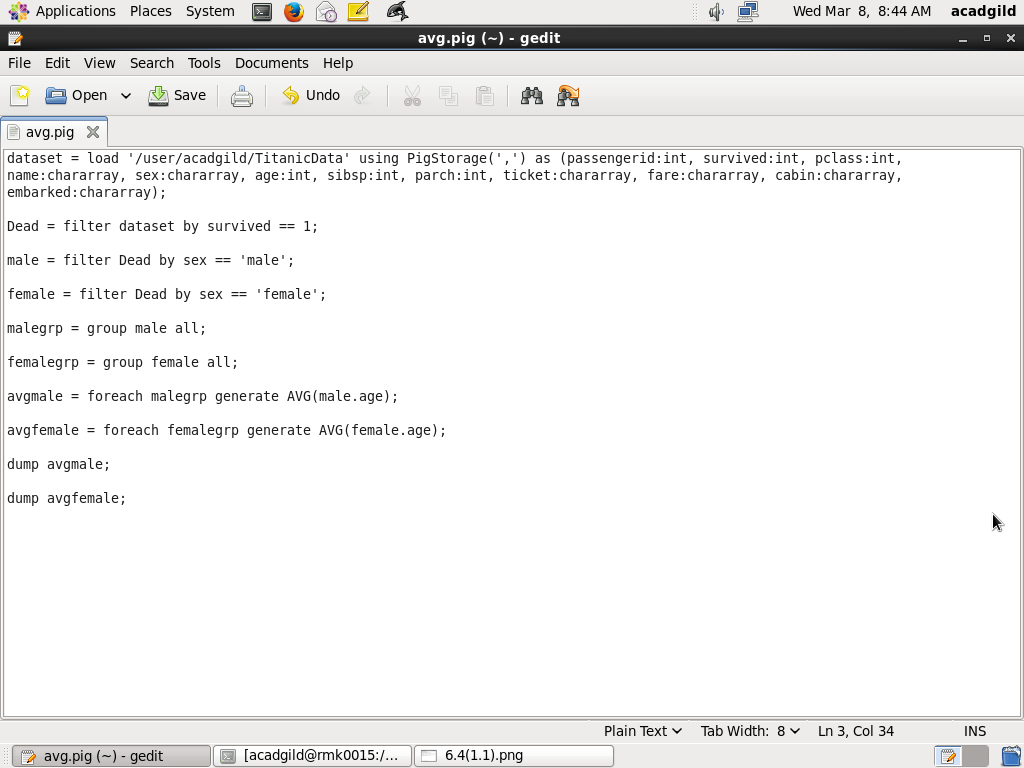 Applications Places System Wed Mar 8, 8:44 AM acadgild
avg.pig (~) - gedit
File Edit View Search Tools Documents Help
Open Save Undo
avg.pig
dataset = load '/user/acadgild/TitanicData' using PigStorage(',') as (passengerid:int, survived:int, pclass:int,
name:chararray, sex:chararray, age:int, sibsp:int, parch:int, ticket:chararray, fare:chararray, cabin:chararray,
embarked:chararray);
Dead = filter dataset by survived == 1;
male = filter Dead by sex == 'male';
female = filter Dead by sex == 'female';
malegrp = group male all;
femalegrp = group female all;
avgmale = foreach malegrp generate AVG(male.age);
avgfemale = foreach femalegrp generate AVG(female.age);
dump avgmale;
dump avgfemale;
Plain Text Tab Width: 8 Ln 3, Col 34 INS
avg.pig (~) - gedit [acadgild@rmk0015:/... 6.4(1.1).png